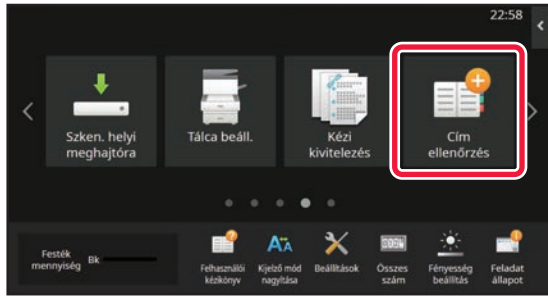 22:58
Szken. helyi
meghajtóra
Tálca beáll.
Kézi
kivitelezés
Cím
ellenőrzés
Festék
mennyiség
Bk
Felhasználói
kézikönyv
Kijelző mód
nagyítása
Beállítások
Összes
szám
Fényesség
beállítás
Feladat
állapot